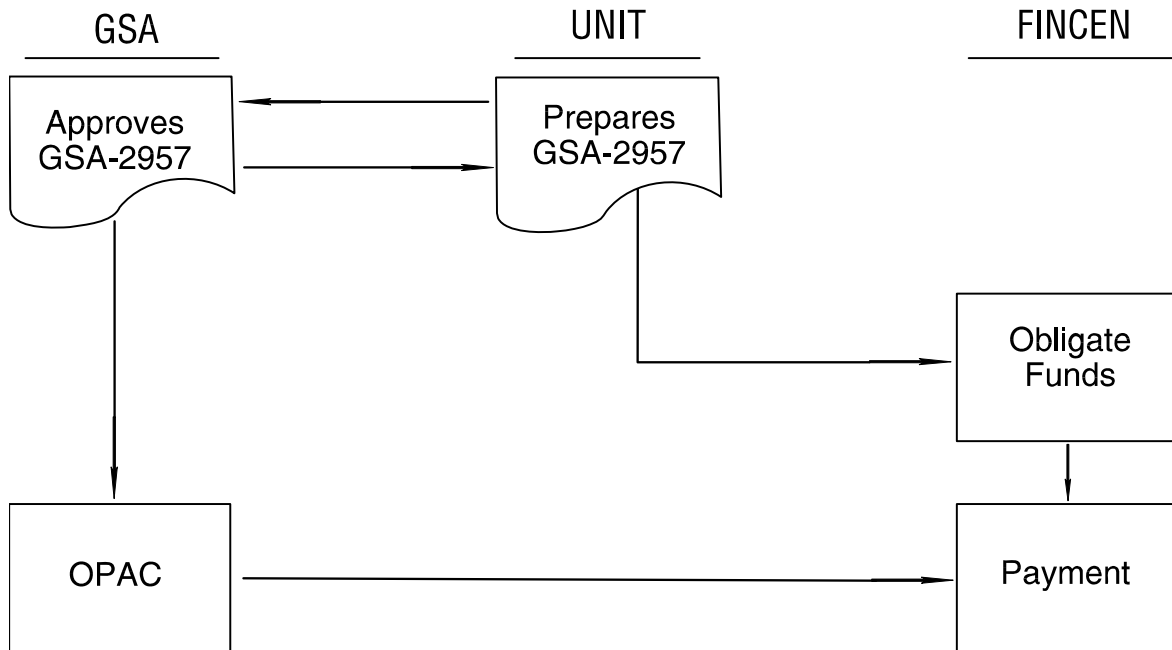 GSA
UNIT
FINCEN
Approves
GSA-2957
Prepares
GSA-2957
Obligate
Funds
OPAC
Payment